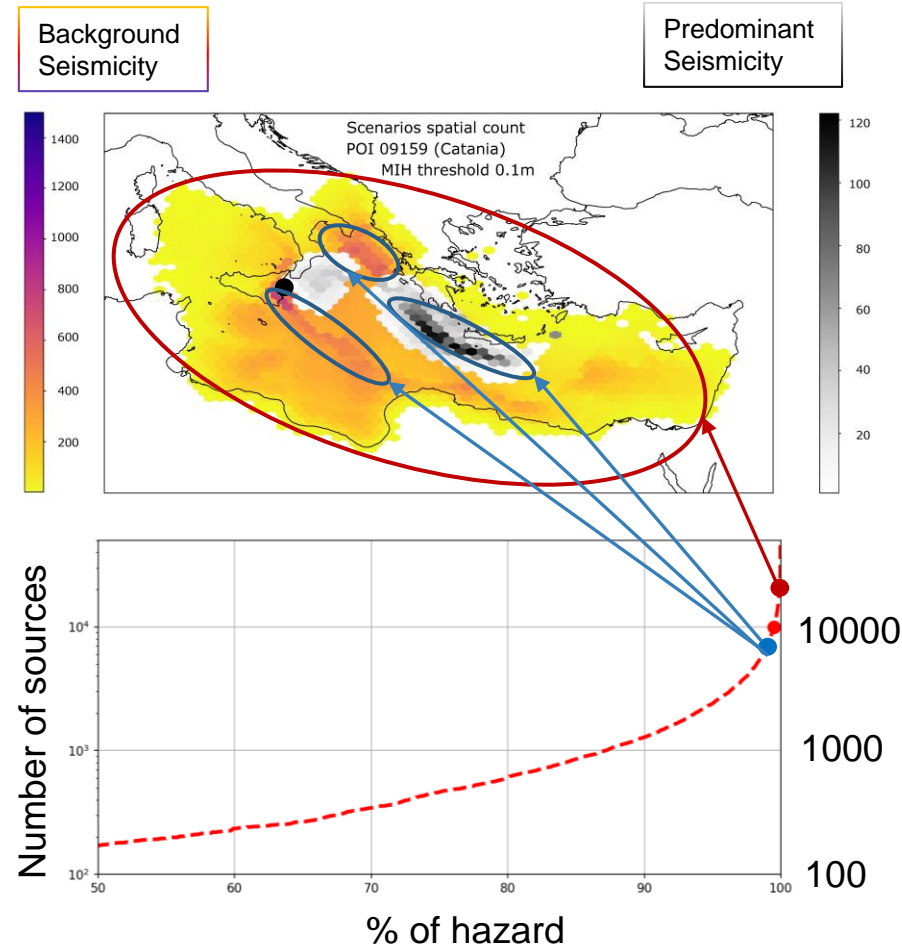 Background
Seismicity
Predominant
Seismicity
Scenarios spatial count
POI 09159 (Catania)
MIH threshold 0.1m
1400
1200
1000
800
600
400
200
120
100
80
60
40
20
Number of sources
10⁴
10³
10²
10000
1000
100
50
60
70
80
90
100
% of hazard